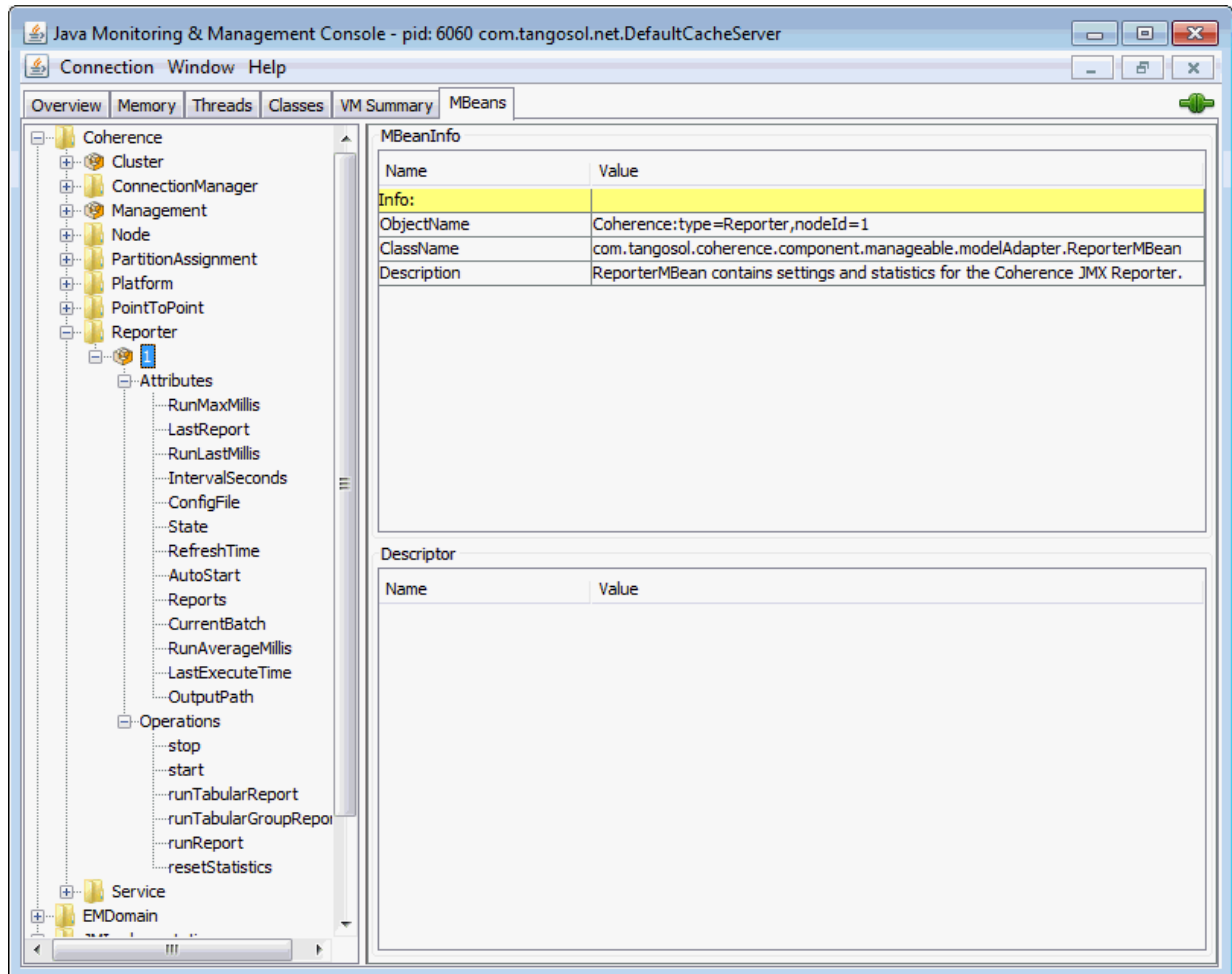 Java Monitoring & Management Console - pid: 6060 com.tangosol.net.DefaultCacheServer
Connection Window Help
Overview Memory Threads Classes VM Summary MBeans
Coherence
Cluster
ConnectionManager
Management
Node
PartitionAssignment
Platform
PointToPoint
Reporter
1
Attributes
RunMaxMillis
LastReport
RunLastMillis
IntervalSeconds
ConfigFile
State
RefreshTime
AutoStart
Reports
CurrentBatch
RunAverageMillis
LastExecuteTime
OutputPath
Operations
stop
start
runTabularReport
runTabularGroupRepor
runReport
resetStatistics
Service
EMDomain
MBeanInfo
Name Value
Info:
ObjectName Coherence:type=Reporter,nodeId=1
ClassName com.tangosol.coherence.component.manageable.modelAdapter.ReporterMBean
Description ReporterMBean contains settings and statistics for the Coherence JMX Reporter.
Descriptor
Name Value